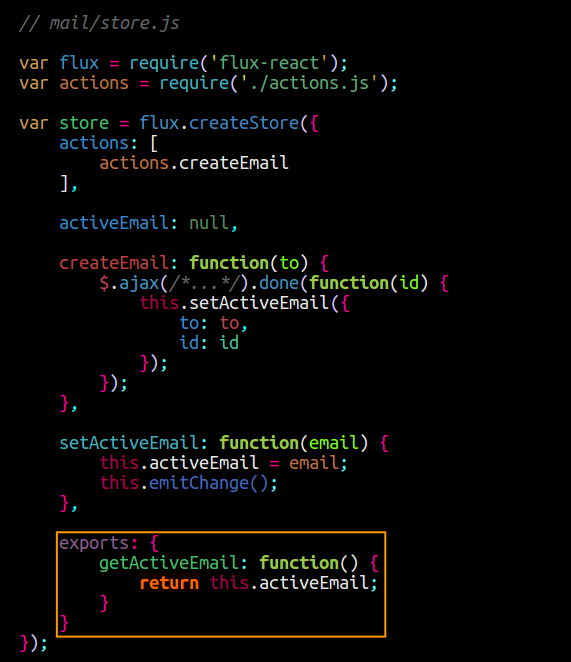 // mail/store.js
var flux = require('flux-react');
var actions = require('./actions.js');
var store = flux.createStore({
actions: [
actions.createEmail
],
activeEmail: null,
createEmail: function(to) {
$.ajax(/*...*/).done(function(id) {
this.setActiveEmail({
to: to,
id: id
});
});
},
setActiveEmail: function(email) {
this.activeEmail = email;
this.emitChange();
},
exports: {
getActiveEmail: function() {
return this.activeEmail;
}
}
});